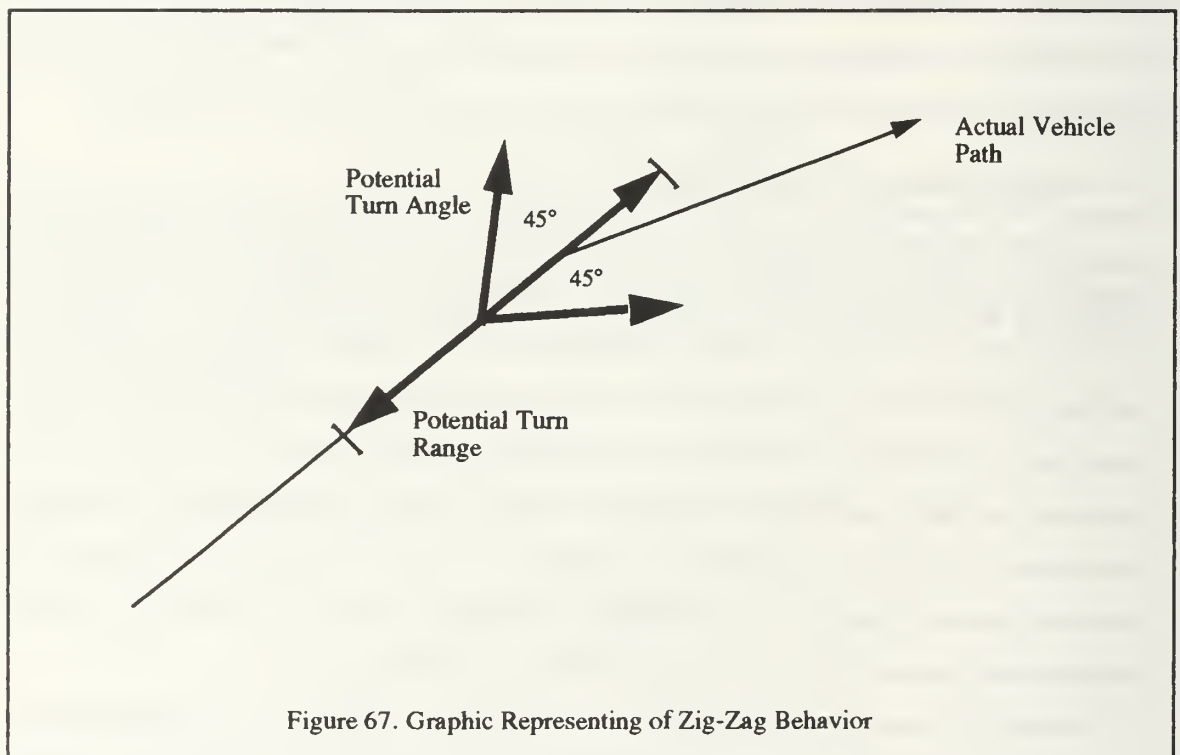 Actual Vehicle
Path
Potential
Turn Angle
45°
45°
Potential Turn
Range
Figure 67. Graphic Representing of Zig-Zag Behavior